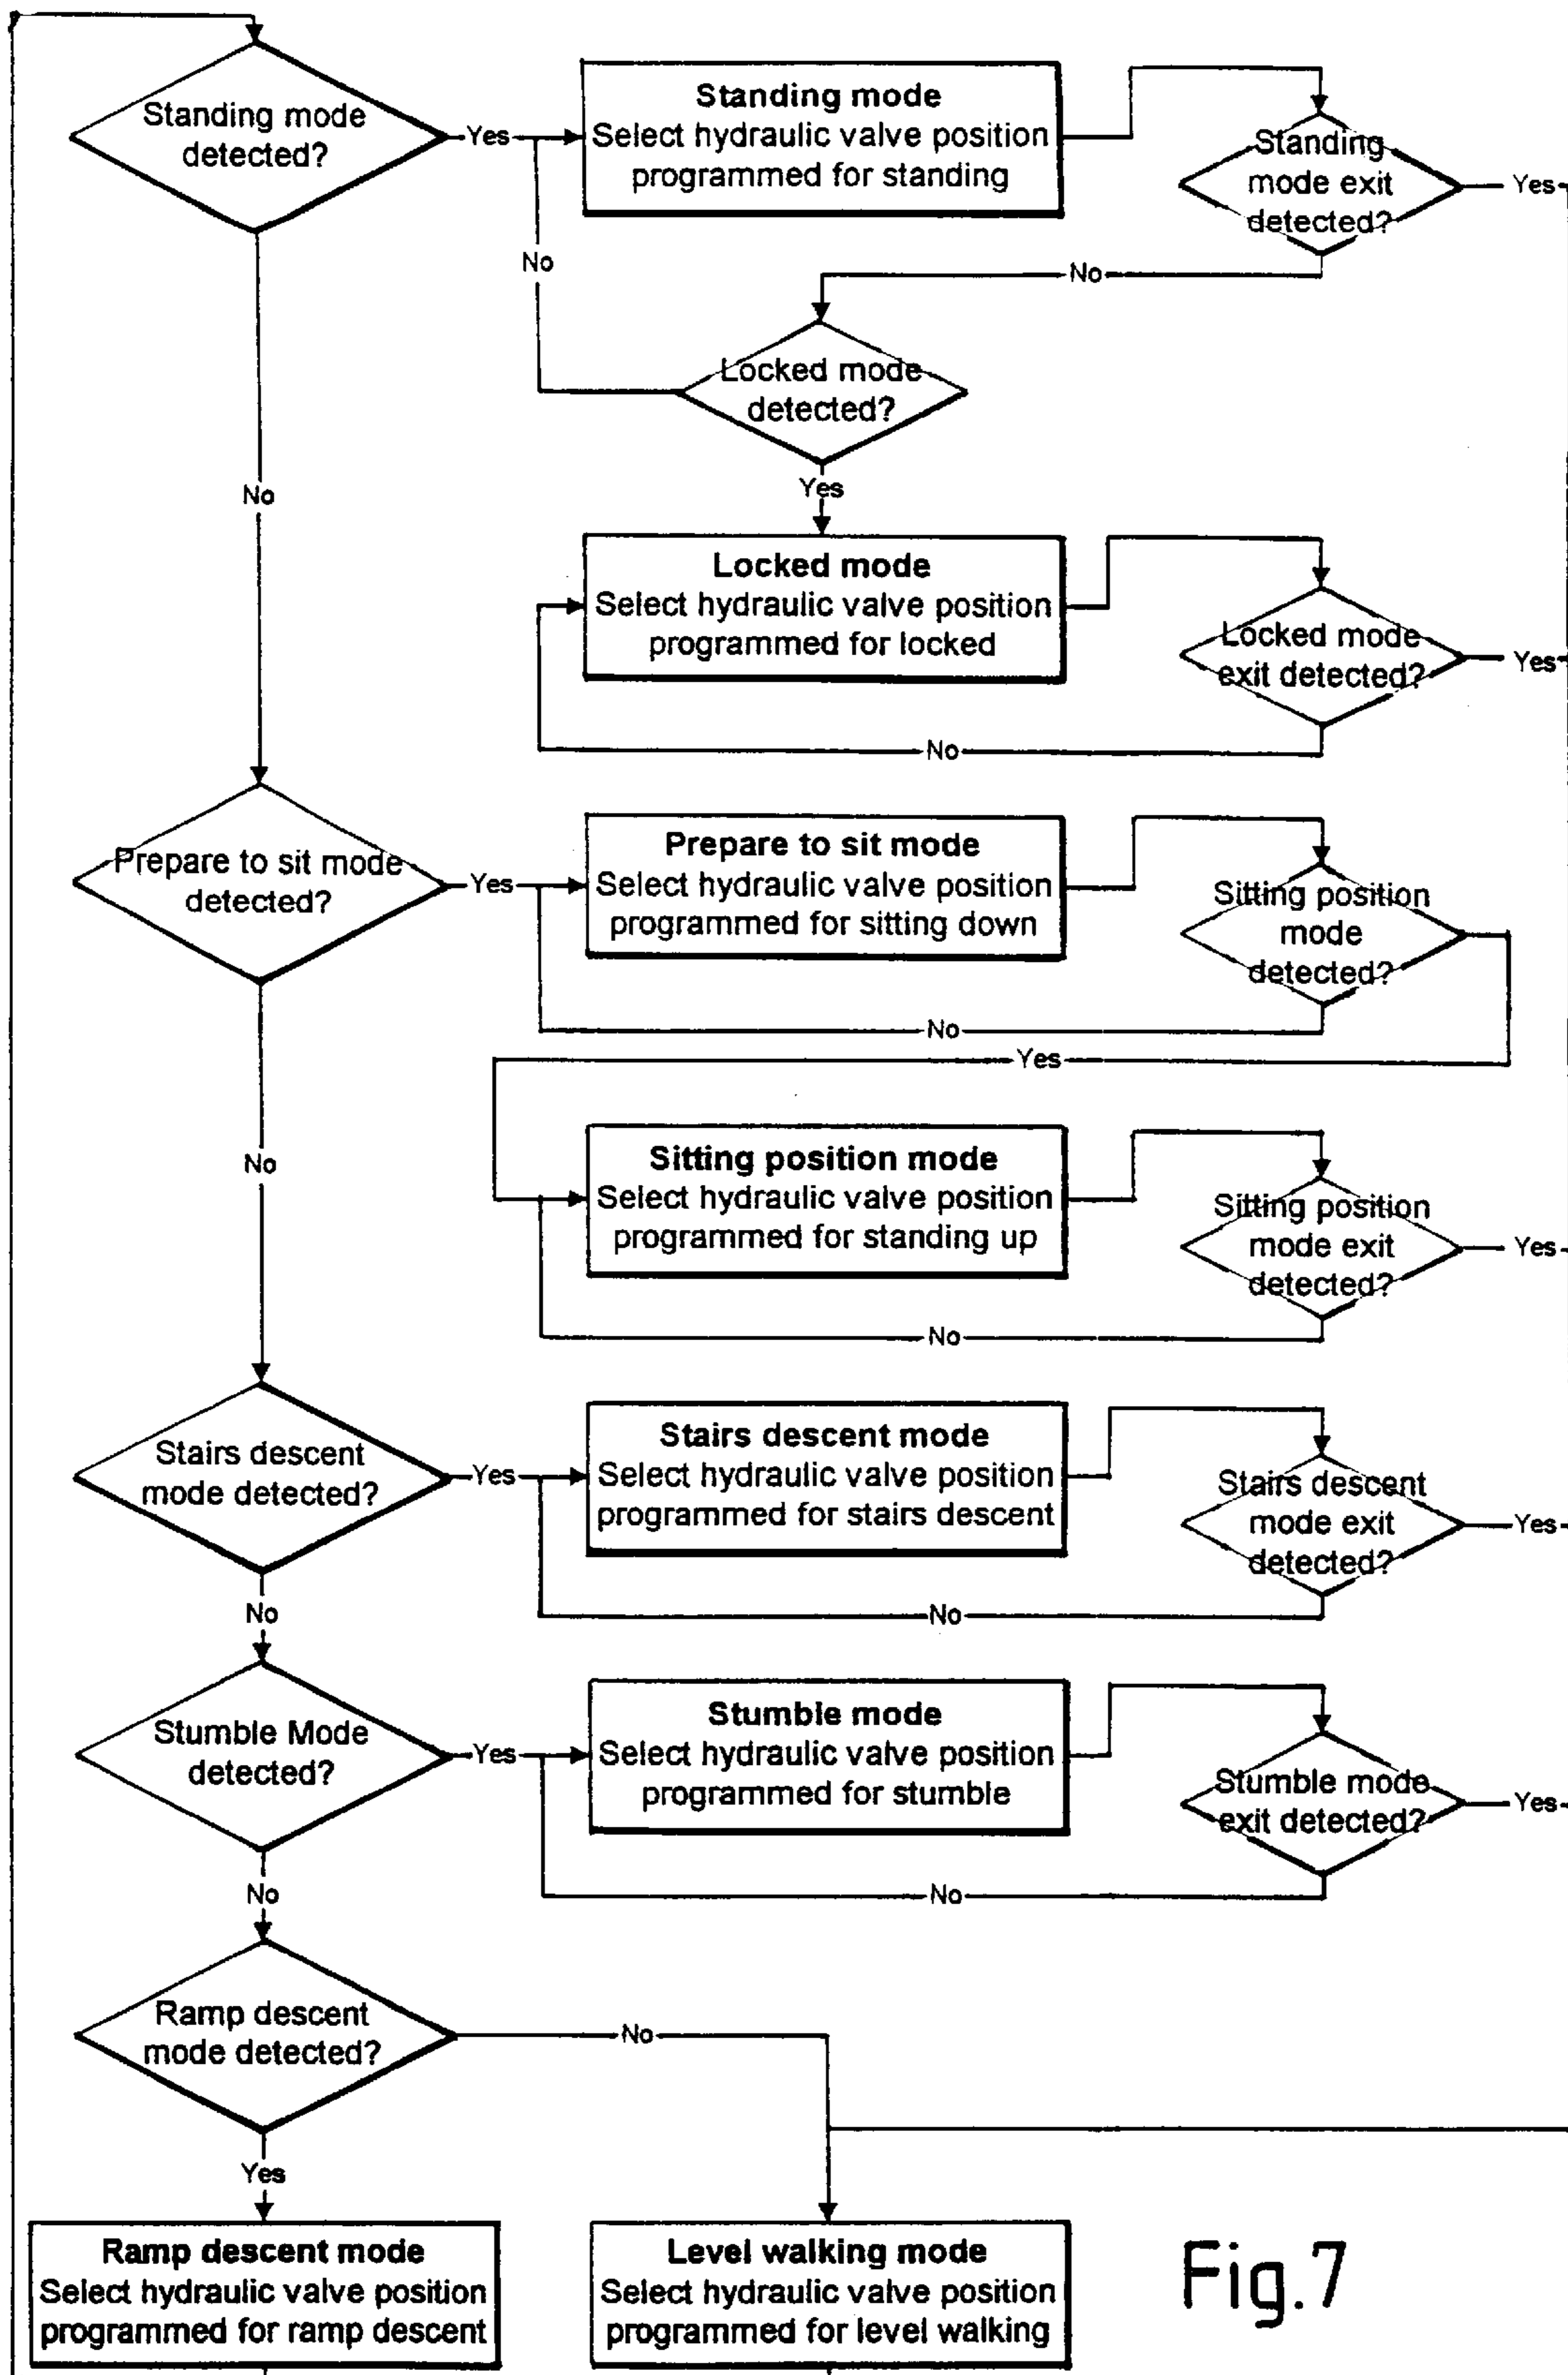 Standing mode
detected?
Yes
Standing mode
Select hydraulic valve position
programmed for standing
Standing
mode exit
detected?
Yes
No
No
Locked mode
detected?
Yes
No
Locked mode
Select hydraulic valve position
programmed for locked
Locked mode
exit detected?
Yes
No
Prepare to sit mode
detected?
Yes
Prepare to sit mode
Select hydraulic valve position
programmed for sitting down
Sitting position
mode
detected?
No
Yes
No
Sitting position mode
Select hydraulic valve position
programmed for standing up
Sitting position
mode exit
detected?
Yes
No
Stairs descent
mode detected?
Yes
Stairs descent mode
Select hydraulic valve position
programmed for stairs descent
Stairs descent
mode exit
detected?
Yes
No
No
Stumble Mode
detected?
Yes
Stumble mode
Select hydraulic valve position
programmed for stumble
Stumble mode
exit detected?
Yes
No
No
Ramp descent
mode detected?
No
Yes
Ramp descent mode
Select hydraulic valve position
programmed for ramp descent
Level walking mode
Select hydraulic valve position
programmed for level walking
Fig.7